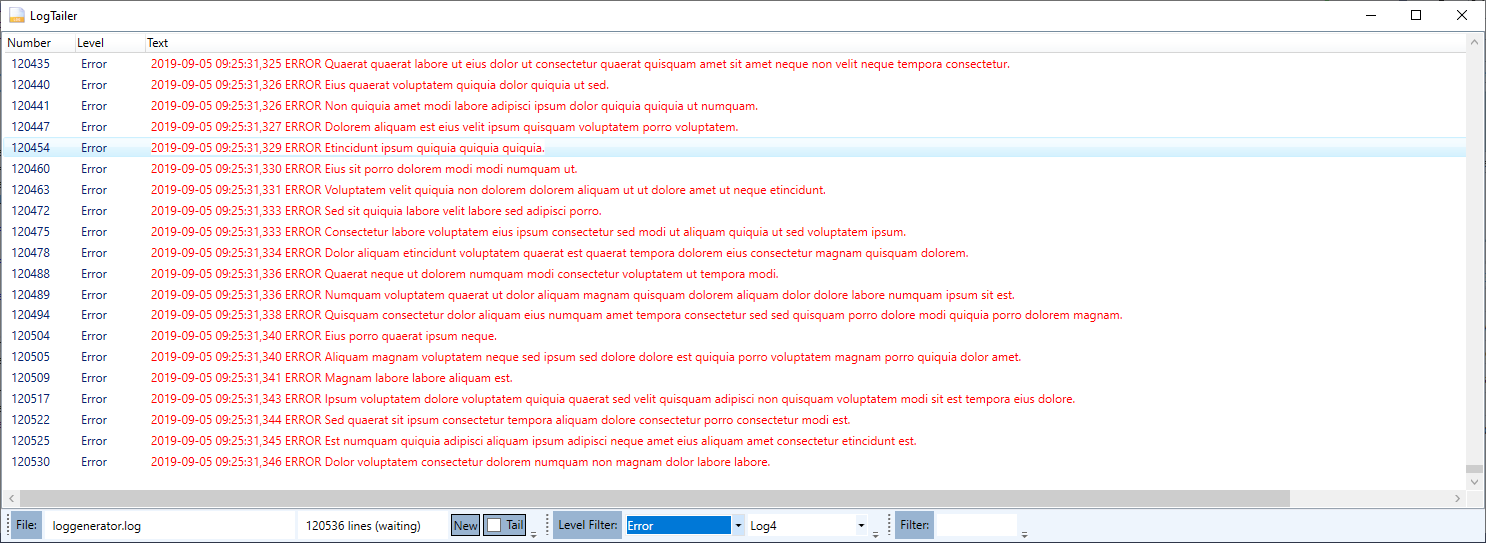 LogTailer
Number Level Text
120435 Error 2019-09-05 09:25:31,325 ERROR Quaerat quaerat labore ut eius dolor ut consectetur quaerat quisquam amet sit amet neque non velit neque tempora consectetur.
120440 Error 2019-09-05 09:25:31,326 ERROR Eius quaerat voluptatem quiquia dolor quiquia ut sed.
120441 Error 2019-09-05 09:25:31,326 ERROR Non quiquia amet modi labore adipisci ipsum dolor quiquia quiquia ut numquam.
120447 Error 2019-09-05 09:25:31,327 ERROR Dolorem aliquam est eius velit ipsum quisquam voluptatem porro voluptatem.
120454 Error 2019-09-05 09:25:31,329 ERROR Etincidunt ipsum quiquia quiquia quiquia.
120460 Error 2019-09-05 09:25:31,330 ERROR Eius sit porro dolorem modi modi numquam ut.
120463 Error 2019-09-05 09:25:31,331 ERROR Voluptatem velit quiquia non dolorem dolorem aliquam ut ut dolore amet ut neque etincidunt.
120472 Error 2019-09-05 09:25:31,333 ERROR Sed sit quiquia labore velit labore sed adipisci porro.
120475 Error 2019-09-05 09:25:31,333 ERROR Consectetur labore voluptatem eius ipsum consectetur sed modi ut aliquam quiquia ut sed voluptatem ipsum.
120478 Error 2019-09-05 09:25:31,334 ERROR Dolor aliquam etincidunt voluptatem quaerat est quaerat tempora dolorem eius consectetur magnam quisquam dolorem.
120488 Error 2019-09-05 09:25:31,336 ERROR Quaerat neque ut dolorem numquam modi consectetur voluptatem ut tempora modi.
120489 Error 2019-09-05 09:25:31,336 ERROR Numquam voluptatem quaerat ut dolor aliquam magnam quisquam dolorem aliquam dolor dolore labore numquam ipsum sit est.
120494 Error 2019-09-05 09:25:31,338 ERROR Quisquam consectetur dolor aliquam eius numquam amet tempora consectetur sed sed quisquam porro dolore modi quiquia porro dolorem magnam.
120504 Error 2019-09-05 09:25:31,340 ERROR Eius porro quaerat ipsum neque.
120505 Error 2019-09-05 09:25:31,340 ERROR Aliquam magnam voluptatem neque sed ipsum sed dolore dolore est quiquia porro voluptatem magnam porro quiquia dolor amet.
120509 Error 2019-09-05 09:25:31,341 ERROR Magnam labore labore aliquam est.
120517 Error 2019-09-05 09:25:31,343 ERROR Ipsum voluptatem dolore voluptatem quiquia quaerat sed velit quisquam adipisci non quisquam voluptatem modi sit est tempora eius dolore.
120522 Error 2019-09-05 09:25:31,344 ERROR Sed quaerat sit ipsum consectetur tempora aliquam dolore consectetur porro consectetur modi est.
120525 Error 2019-09-05 09:25:31,345 ERROR Est numquam quiquia adipisci aliquam ipsum adipisci neque amet eius aliquam amet consectetur etincidunt est.
120530 Error 2019-09-05 09:25:31,346 ERROR Dolor voluptatem consectetur dolorem numquam non magnam dolor labore labore.
File: loggenerator.log 120536 lines (waiting) New Tail Level Filter: Error Log4 Filter: